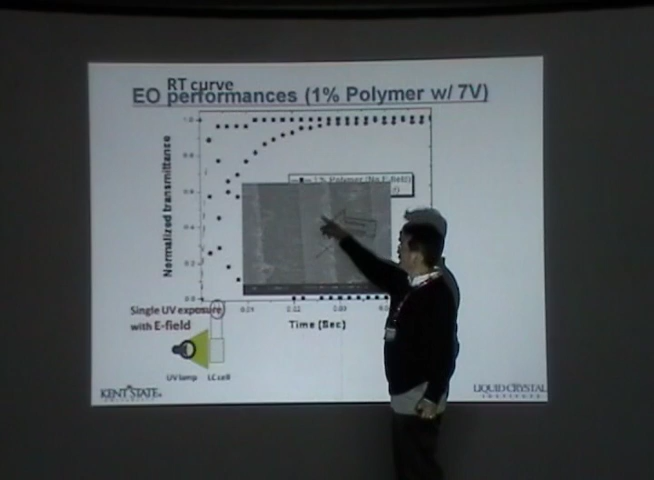 RT curve
EO performances (1% Polymer w/ 7V)
Normalized transmittance
1% Polymer (No E-field)
Time (Sec)
Single UV exposure
with E-field
UV lamp LC cell
KENT STATE
LIQUID CRYSTAL
INSTITUTE